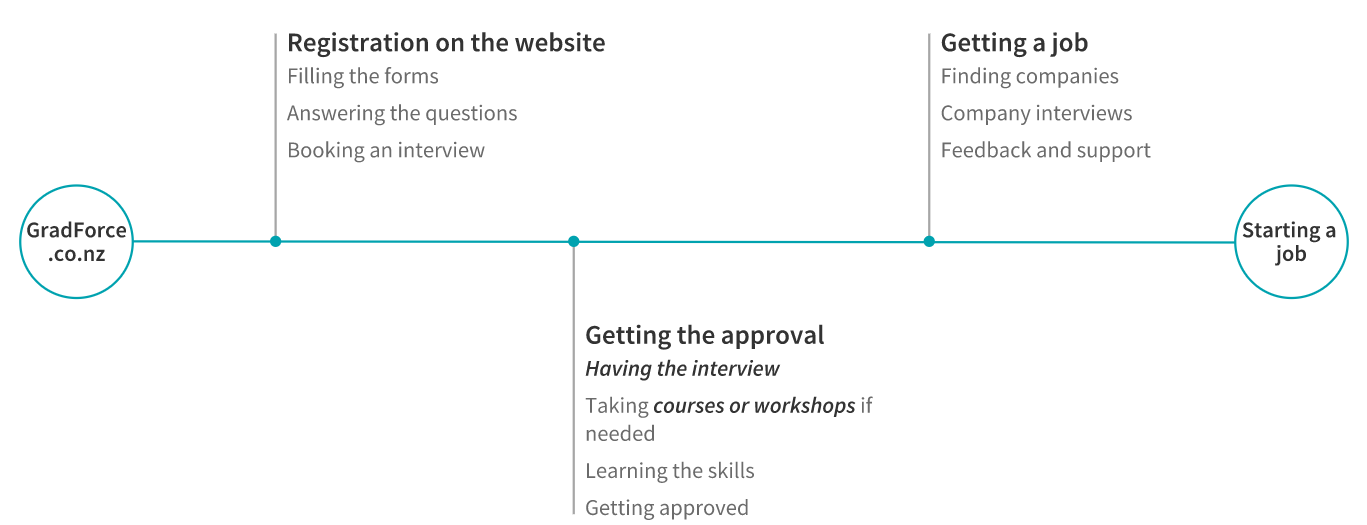 GradForce
.co.nz
Registration on the website
Filling the forms
Answering the questions
Booking an interview
Getting the approval
Having the interview
Taking courses or workshops if
needed
Learning the skills
Getting approved
Getting a job
Finding companies
Company interviews
Feedback and support
Starting a
job